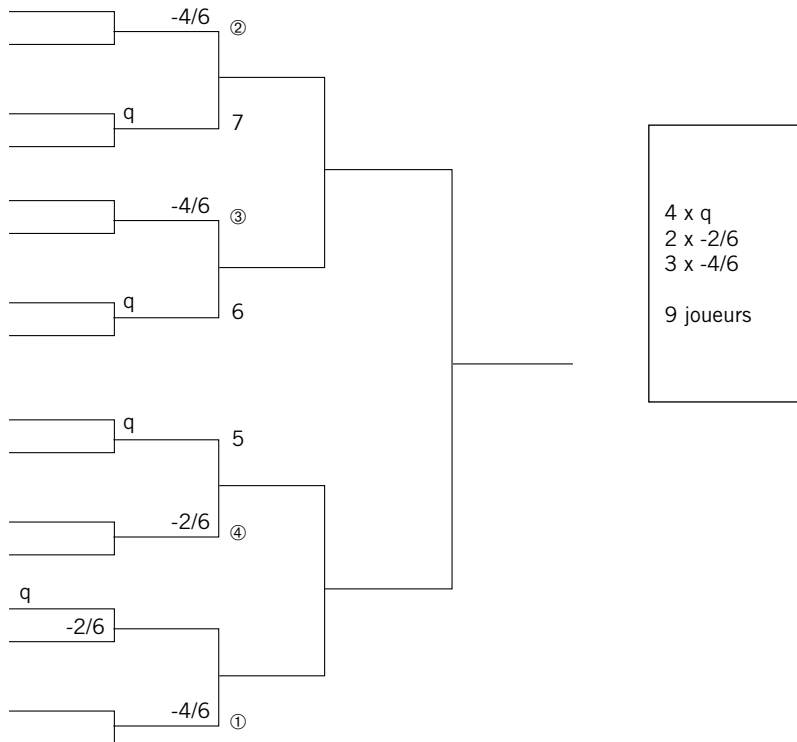 -4/6 ②
q 7
-4/6 ③
q 6
q 5
-2/6 ④
q
-2/6
-4/6 ①
4 x q
2 x -2/6
3 x -4/6
9 joueurs